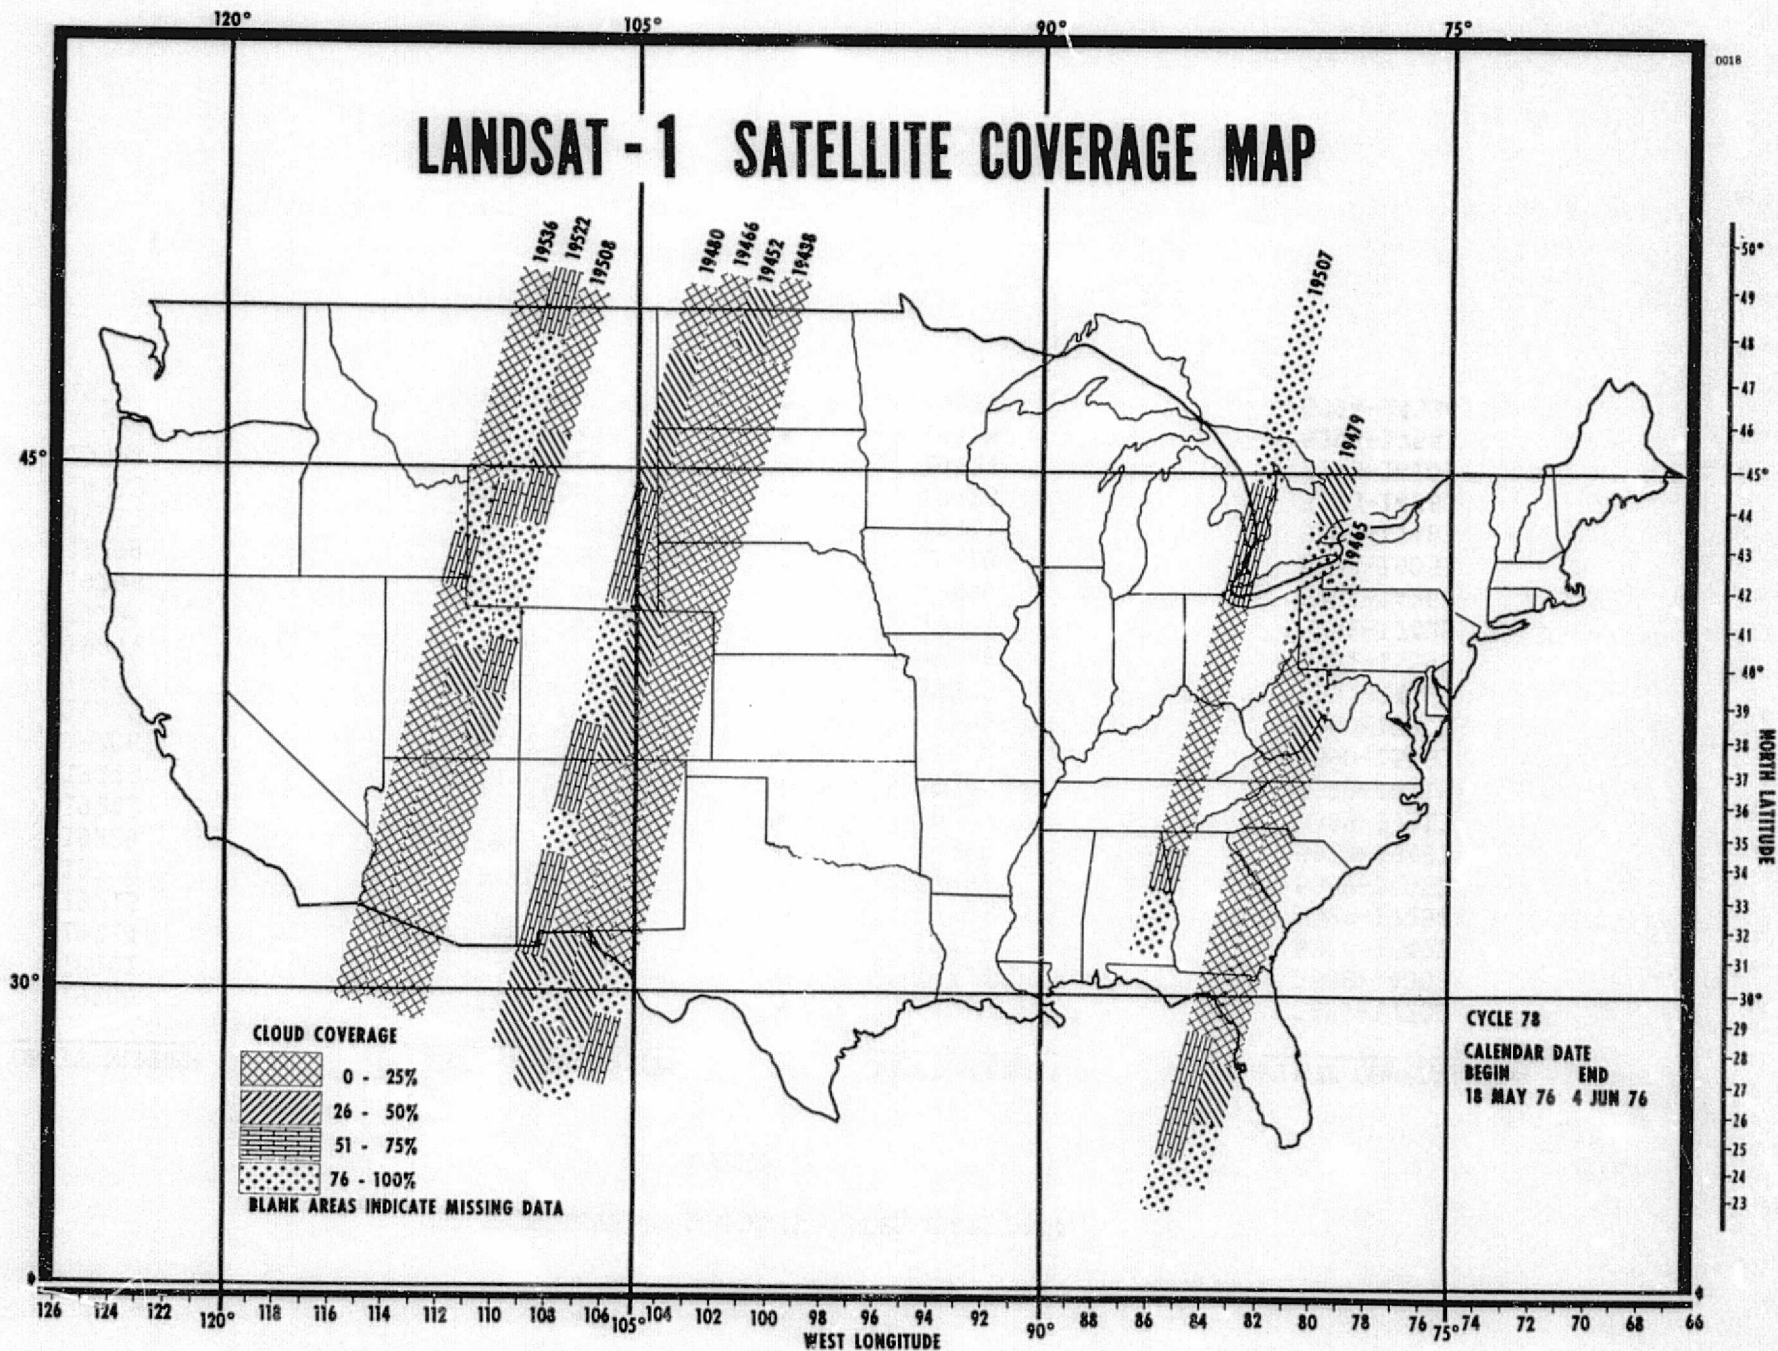 120° 105° 90° 75°
0018
LANDSAT - 1 SATELLITE COVERAGE MAP
19536 19522 19508 19480 19466 19452 19438 19507
19479
19465
50°
49
48
47
46
45° 45°
44
43
42
41
40°
39
38
37
36
35
34
33
32
31
30° 30°
29
28
27
26
25
24
23
NORTH LATITUDE
CLOUD COVERAGE
0 - 25%
26 - 50%
51 - 75%
76 - 100%
BLANK AREAS INDICATE MISSING DATA
CYCLE 78
CALENDAR DATE
BEGIN END
18 MAY 76 4 JUN 76
126 124 122 120° 118 116 114 112 110 108 106 105° 104 102 100 98 96 94 92 90° 88 86 84 82 80 78 76 75° 74 72 70 68 66
WEST LONGITUDE